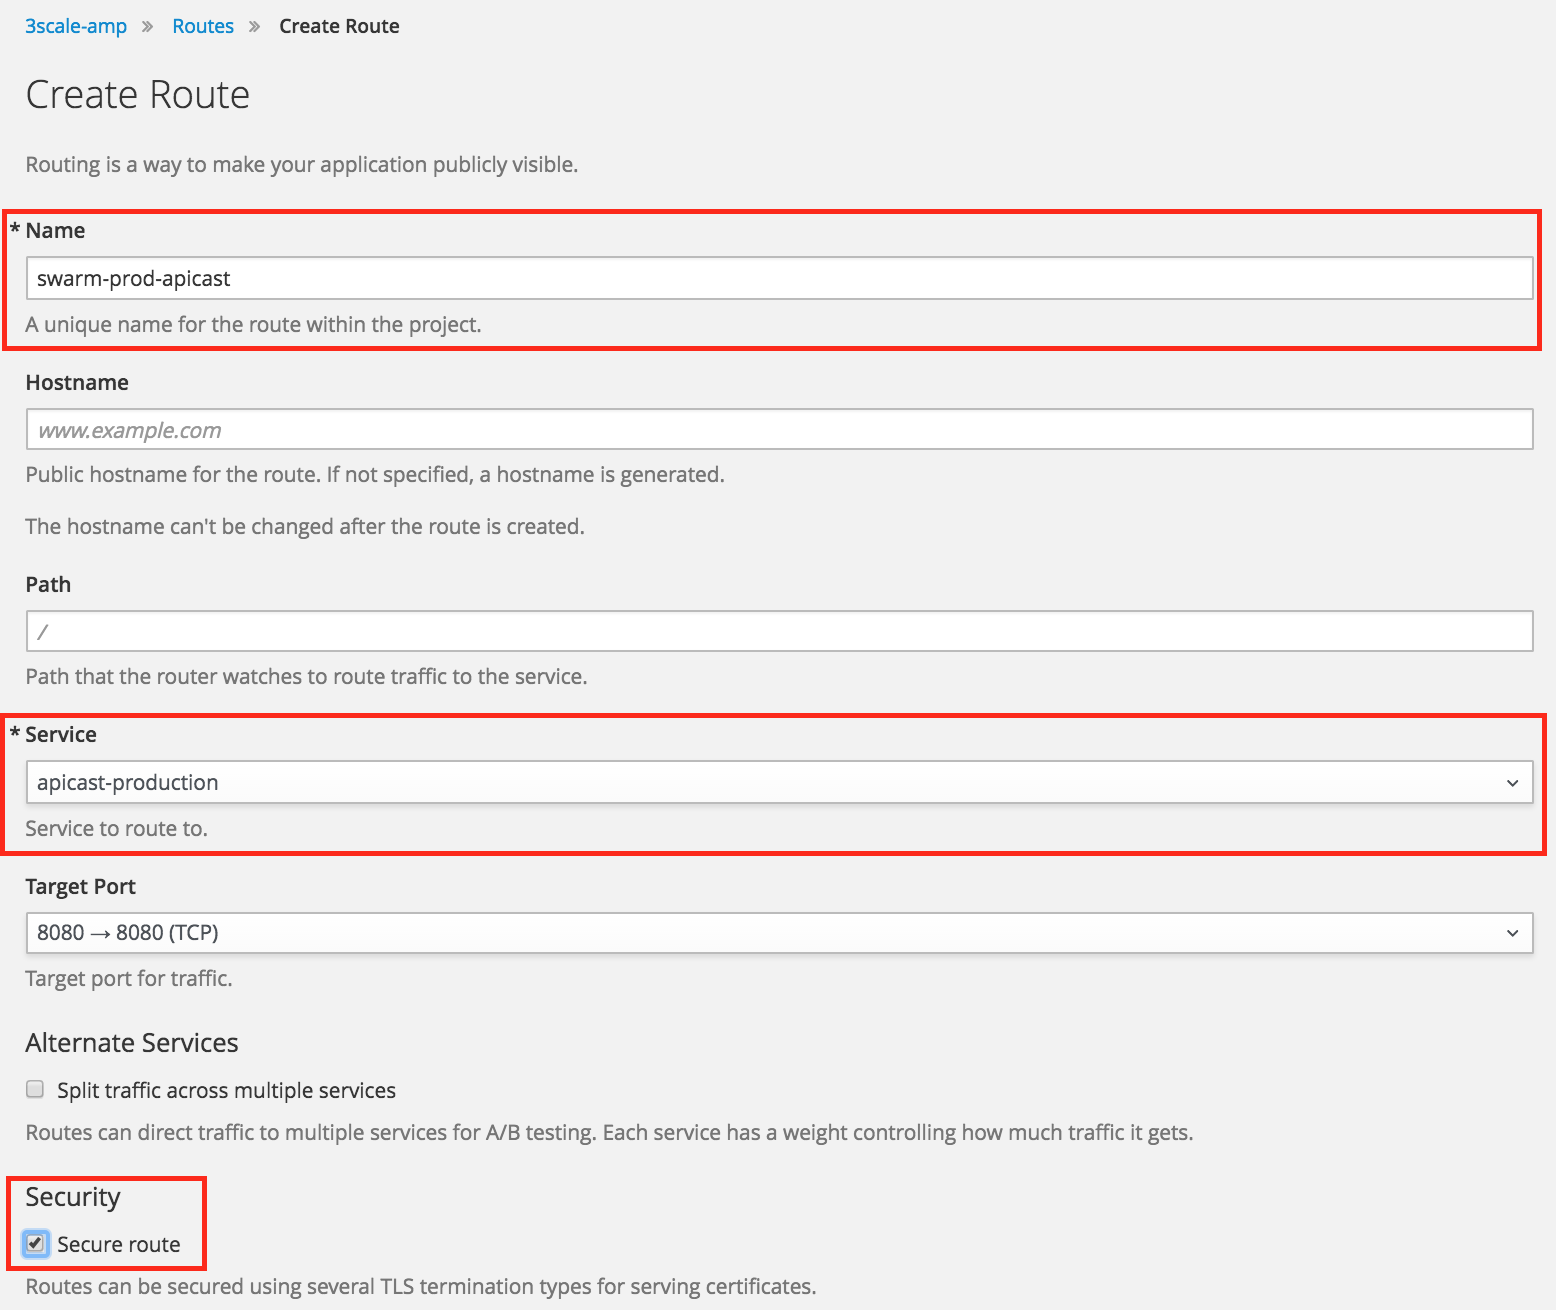 3scale-amp » Routes » Create Route
Create Route
Routing is a way to make your application publicly visible.
* Name
swarm-prod-apicast
A unique name for the route within the project.
Hostname
www.example.com
Public hostname for the route. If not specified, a hostname is generated.
The hostname can't be changed after the route is created.
Path
/
Path that the router watches to route traffic to the service.
* Service
apicast-production
Service to route to.
Target Port
8080 → 8080 (TCP)
Target port for traffic.
Alternate Services
Split traffic across multiple services
Routes can direct traffic to multiple services for A/B testing. Each service has a weight controlling how much traffic it gets.
Security
Secure route
Routes can be secured using several TLS termination types for serving certificates.